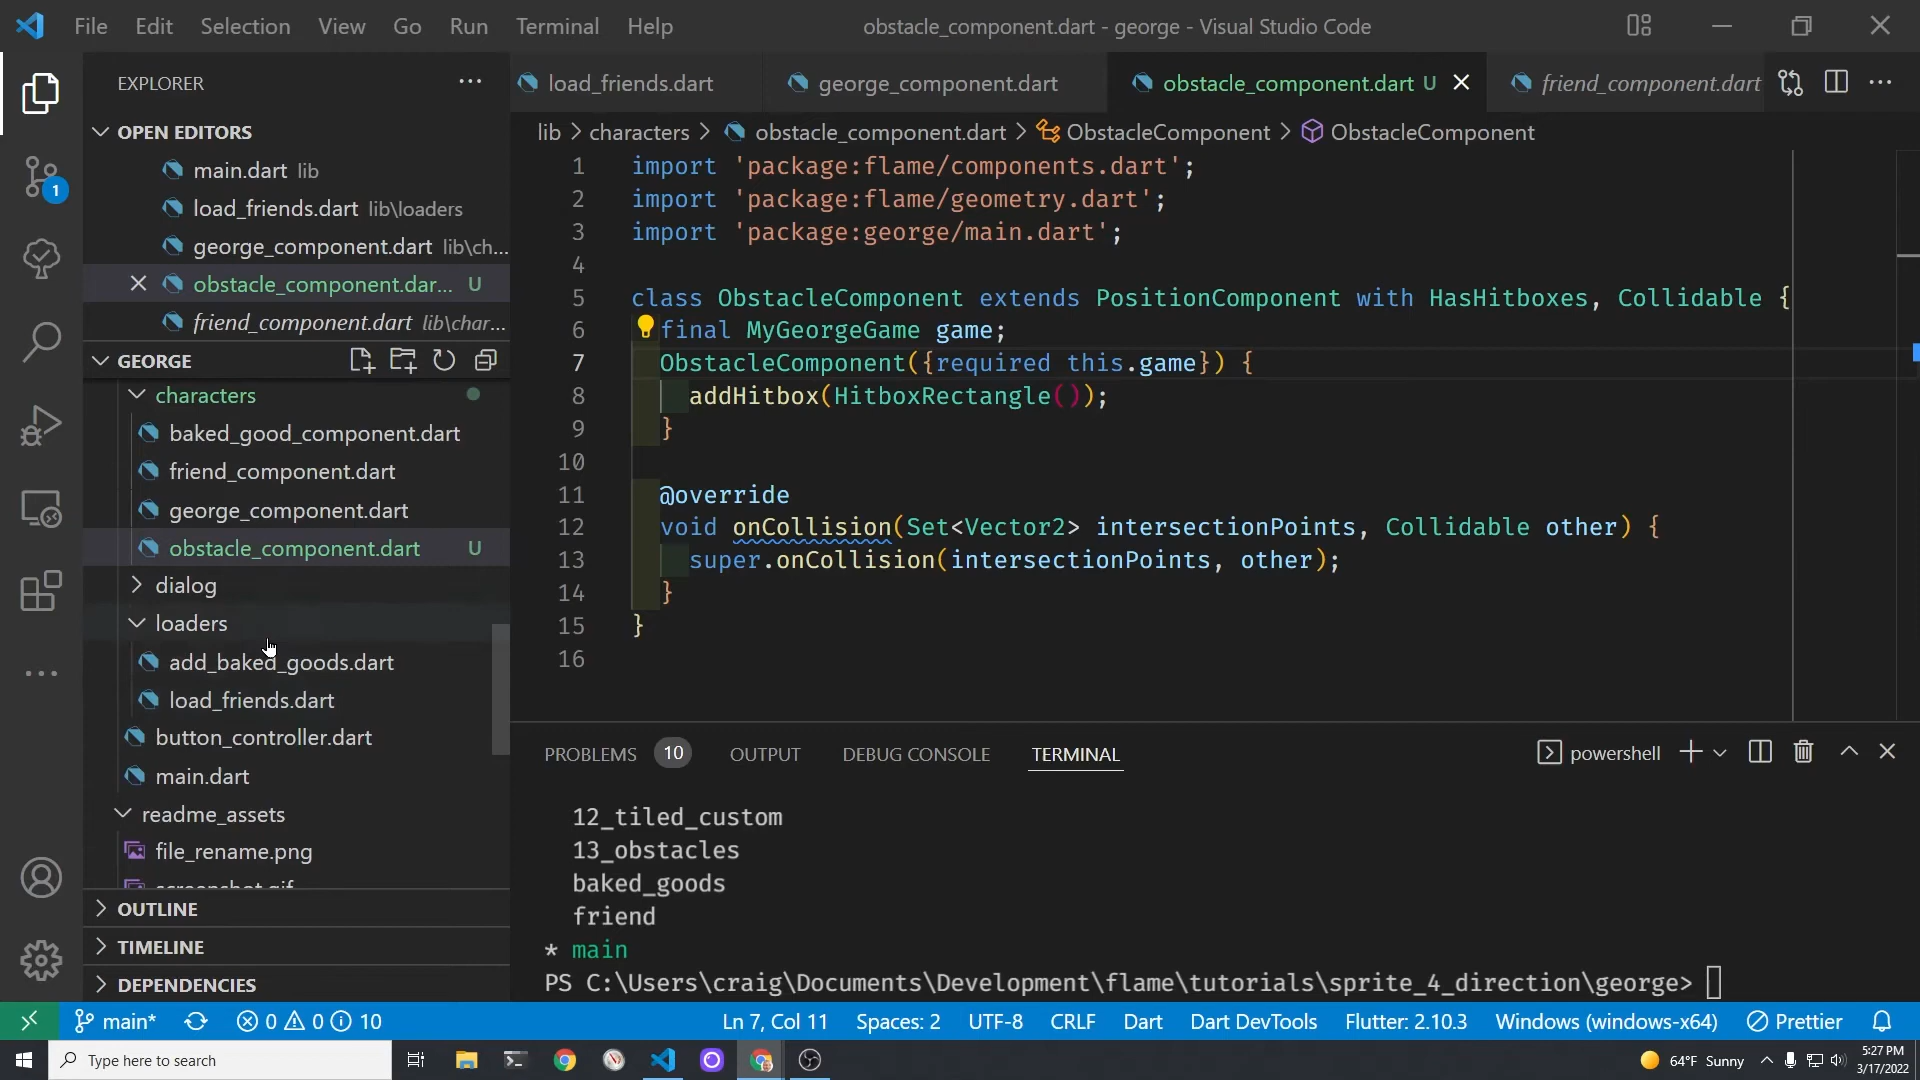 File Edit Selection View Go Run Terminal Help
obstacle_component.dart - george - Visual Studio Code
EXPLORER
OPEN EDITORS
main.dart lib
load_friends.dart lib\loaders
george_component.dart lib\ch...
obstacle_component.dar... U
friend_component.dart lib\char...
GEORGE
characters
baked_good_component.dart
friend_component.dart
george_component.dart
obstacle_component.dart U
dialog
loaders
add_baked_goods.dart
load_friends.dart
button_controller.dart
main.dart
readme_assets
file_rename.png
screenshot.gif
OUTLINE
TIMELINE
DEPENDENCIES
1
load_friends.dart george_component.dart obstacle_component.dart U friend_component.dart
lib > characters > obstacle_component.dart > ObstacleComponent > ObstacleComponent
1 import 'package:flame/components.dart';
2 import 'package:flame/geometry.dart';
3 import 'package:george/main.dart';
4
5 class ObstacleComponent extends PositionComponent with HasHitboxes, Collidable {
6 final MyGeorgeGame game;
7 ObstacleComponent({required this.game}) {
8 addHitbox(HitboxRectangle());
9 }
10
11 @override
12 void onCollision(Set<Vector2> intersectionPoints, Collidable other) {
13 super.onCollision(intersectionPoints, other);
14 }
15 }
16
PROBLEMS 10 OUTPUT DEBUG CONSOLE TERMINAL powershell
12_tiled_custom
13_obstacles
baked_goods
friend
* main
PS C:\Users\craig\Documents\Development\flame\tutorials\sprite_4_direction\george>
main* 0 0 10 Ln 7, Col 11 Spaces: 2 UTF-8 CRLF Dart Dart DevTools Flutter: 2.10.3 Windows (windows-x64) Prettier
Type here to search
64°F Sunny
5:27 PM
3/17/2022